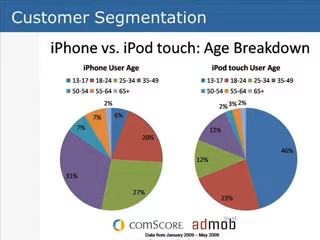 Customer Segmentation
iPhone vs. iPod touch: Age Breakdown
iPhone User Age
13-17 18-24 25-34 35-49
50-54 55-64 65+
2%
6%
7%
7%
20%
31%
27%
iPod touch User Age
13-17 18-24 25-34 35-49
50-54 55-64 65+
2% 3% 2%
12%
46%
12%
23%
comScore admob
Data from January 2009 – May 2009